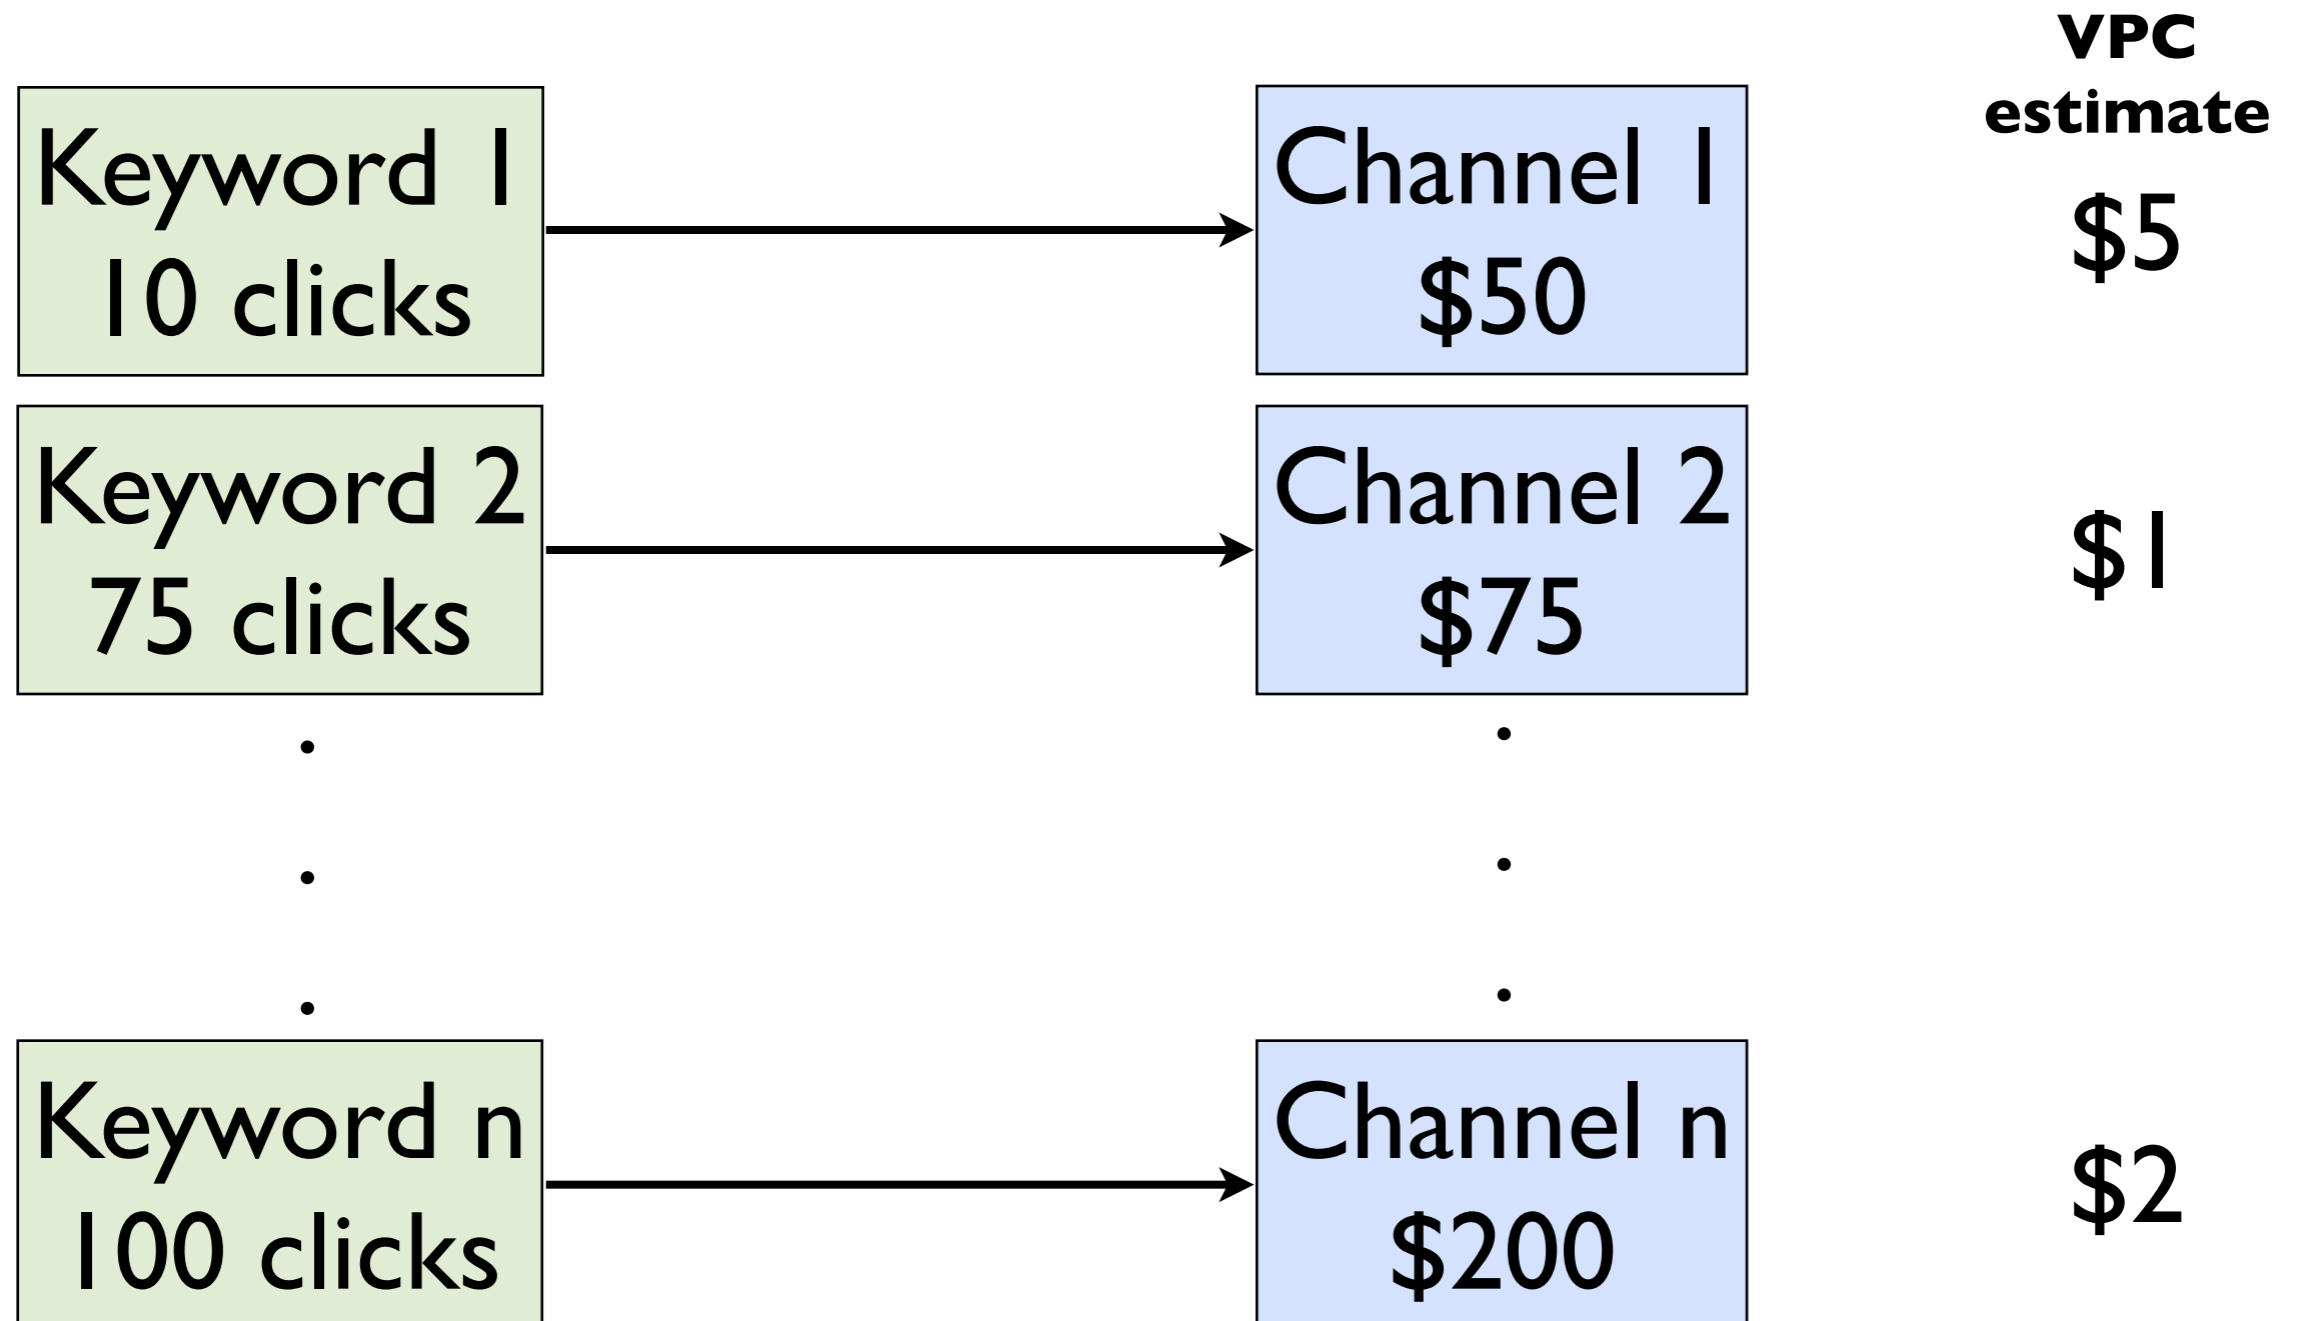 VPC
estimate
Keyword 1
10 clicks
Channel 1
$50
$5
Keyword 2
75 clicks
Channel 2
$75
$1
.
.
.
.
.
.
Keyword n
100 clicks
Channel n
$200
$2